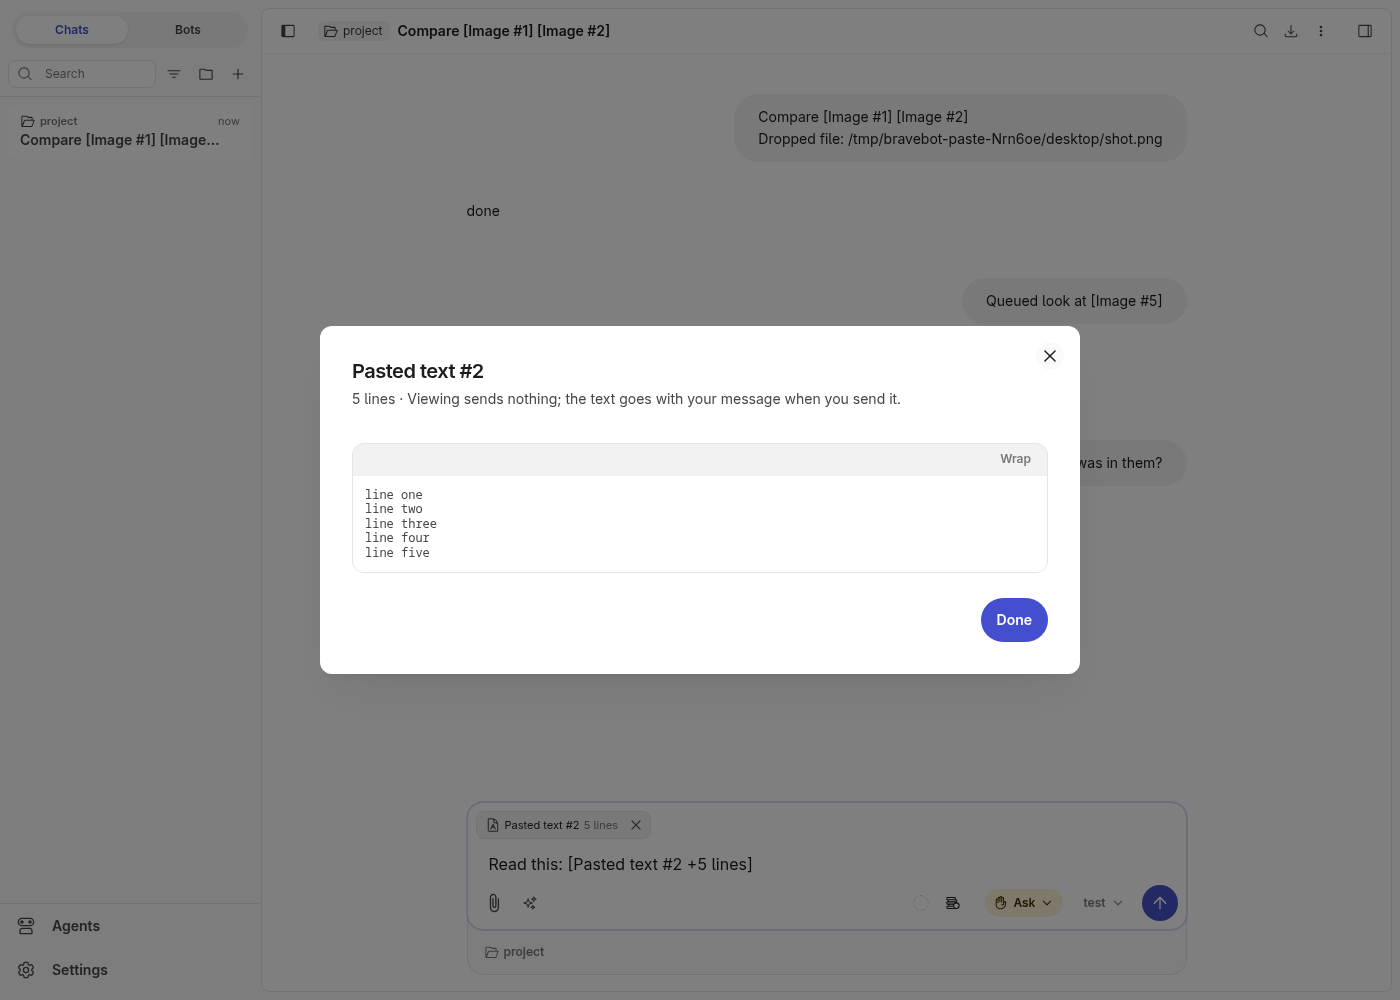 Chats
Bots
Search
project
now
Compare [Image #1] [Image...
Agents
Settings
project
Compare [Image #1] [Image #2]
Compare [Image #1] [Image #2]
Dropped file: /tmp/bravebot-paste-Nrn6oe/desktop/shot.png
done
Queued look at [Image #5]
was in them?
Pasted text #2
5 lines · Viewing sends nothing; the text goes with your message when you send it.
Wrap
line one
line two
line three
line four
line five
Done
Pasted text #2 5 lines
Read this: [Pasted text #2 +5 lines]
Ask
test
project